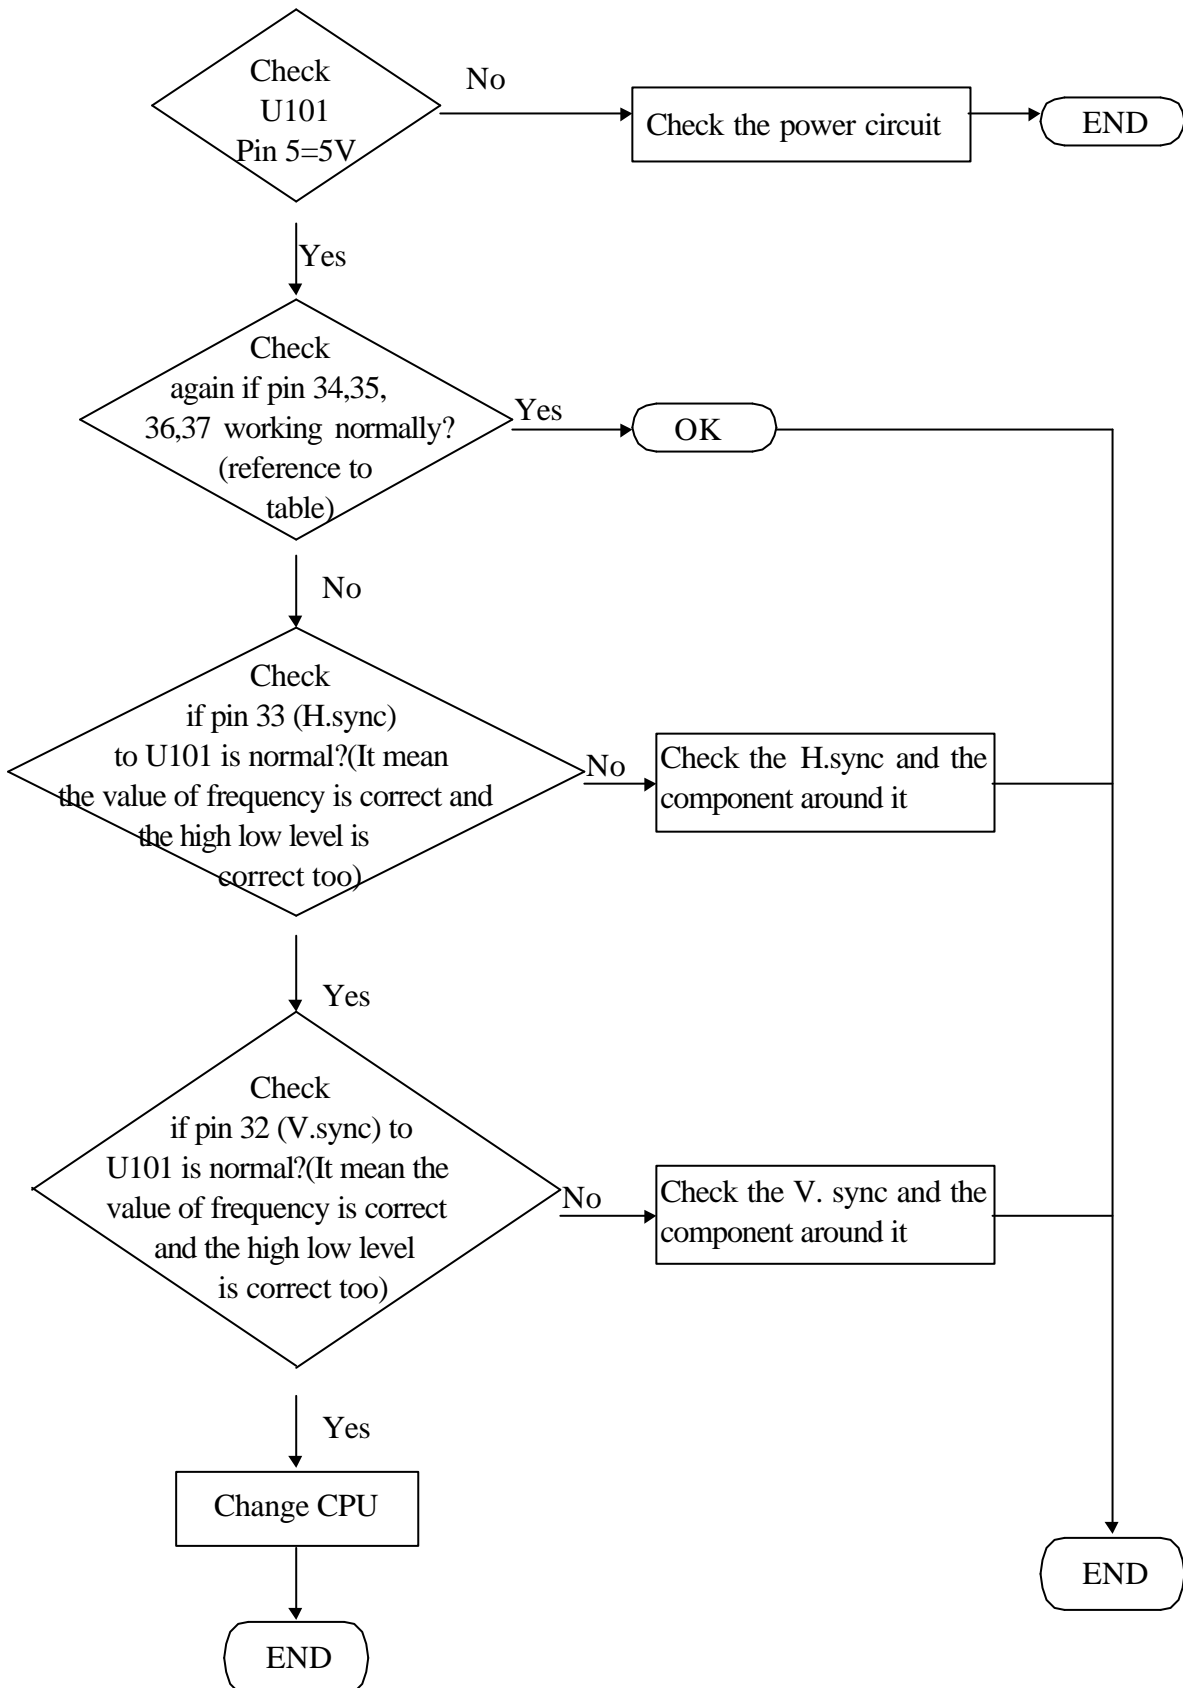 Check
U101
Pin 5=5V
No
Check the power circuit
END
Yes
Check
again if pin 34,35,
36,37 working normally?
(reference to
table)
Yes
OK
No
Check
if pin 33 (H.sync)
to U101 is normal?(It mean
the value of frequency is correct and
the high low level is
correct too)
No
Check the H.sync and the
component around it
Yes
Check
if pin 32 (V.sync) to
U101 is normal?(It mean the
value of frequency is correct
and the high low level
is correct too)
No
Check the V. sync and the
component around it
Yes
Change CPU
END
END